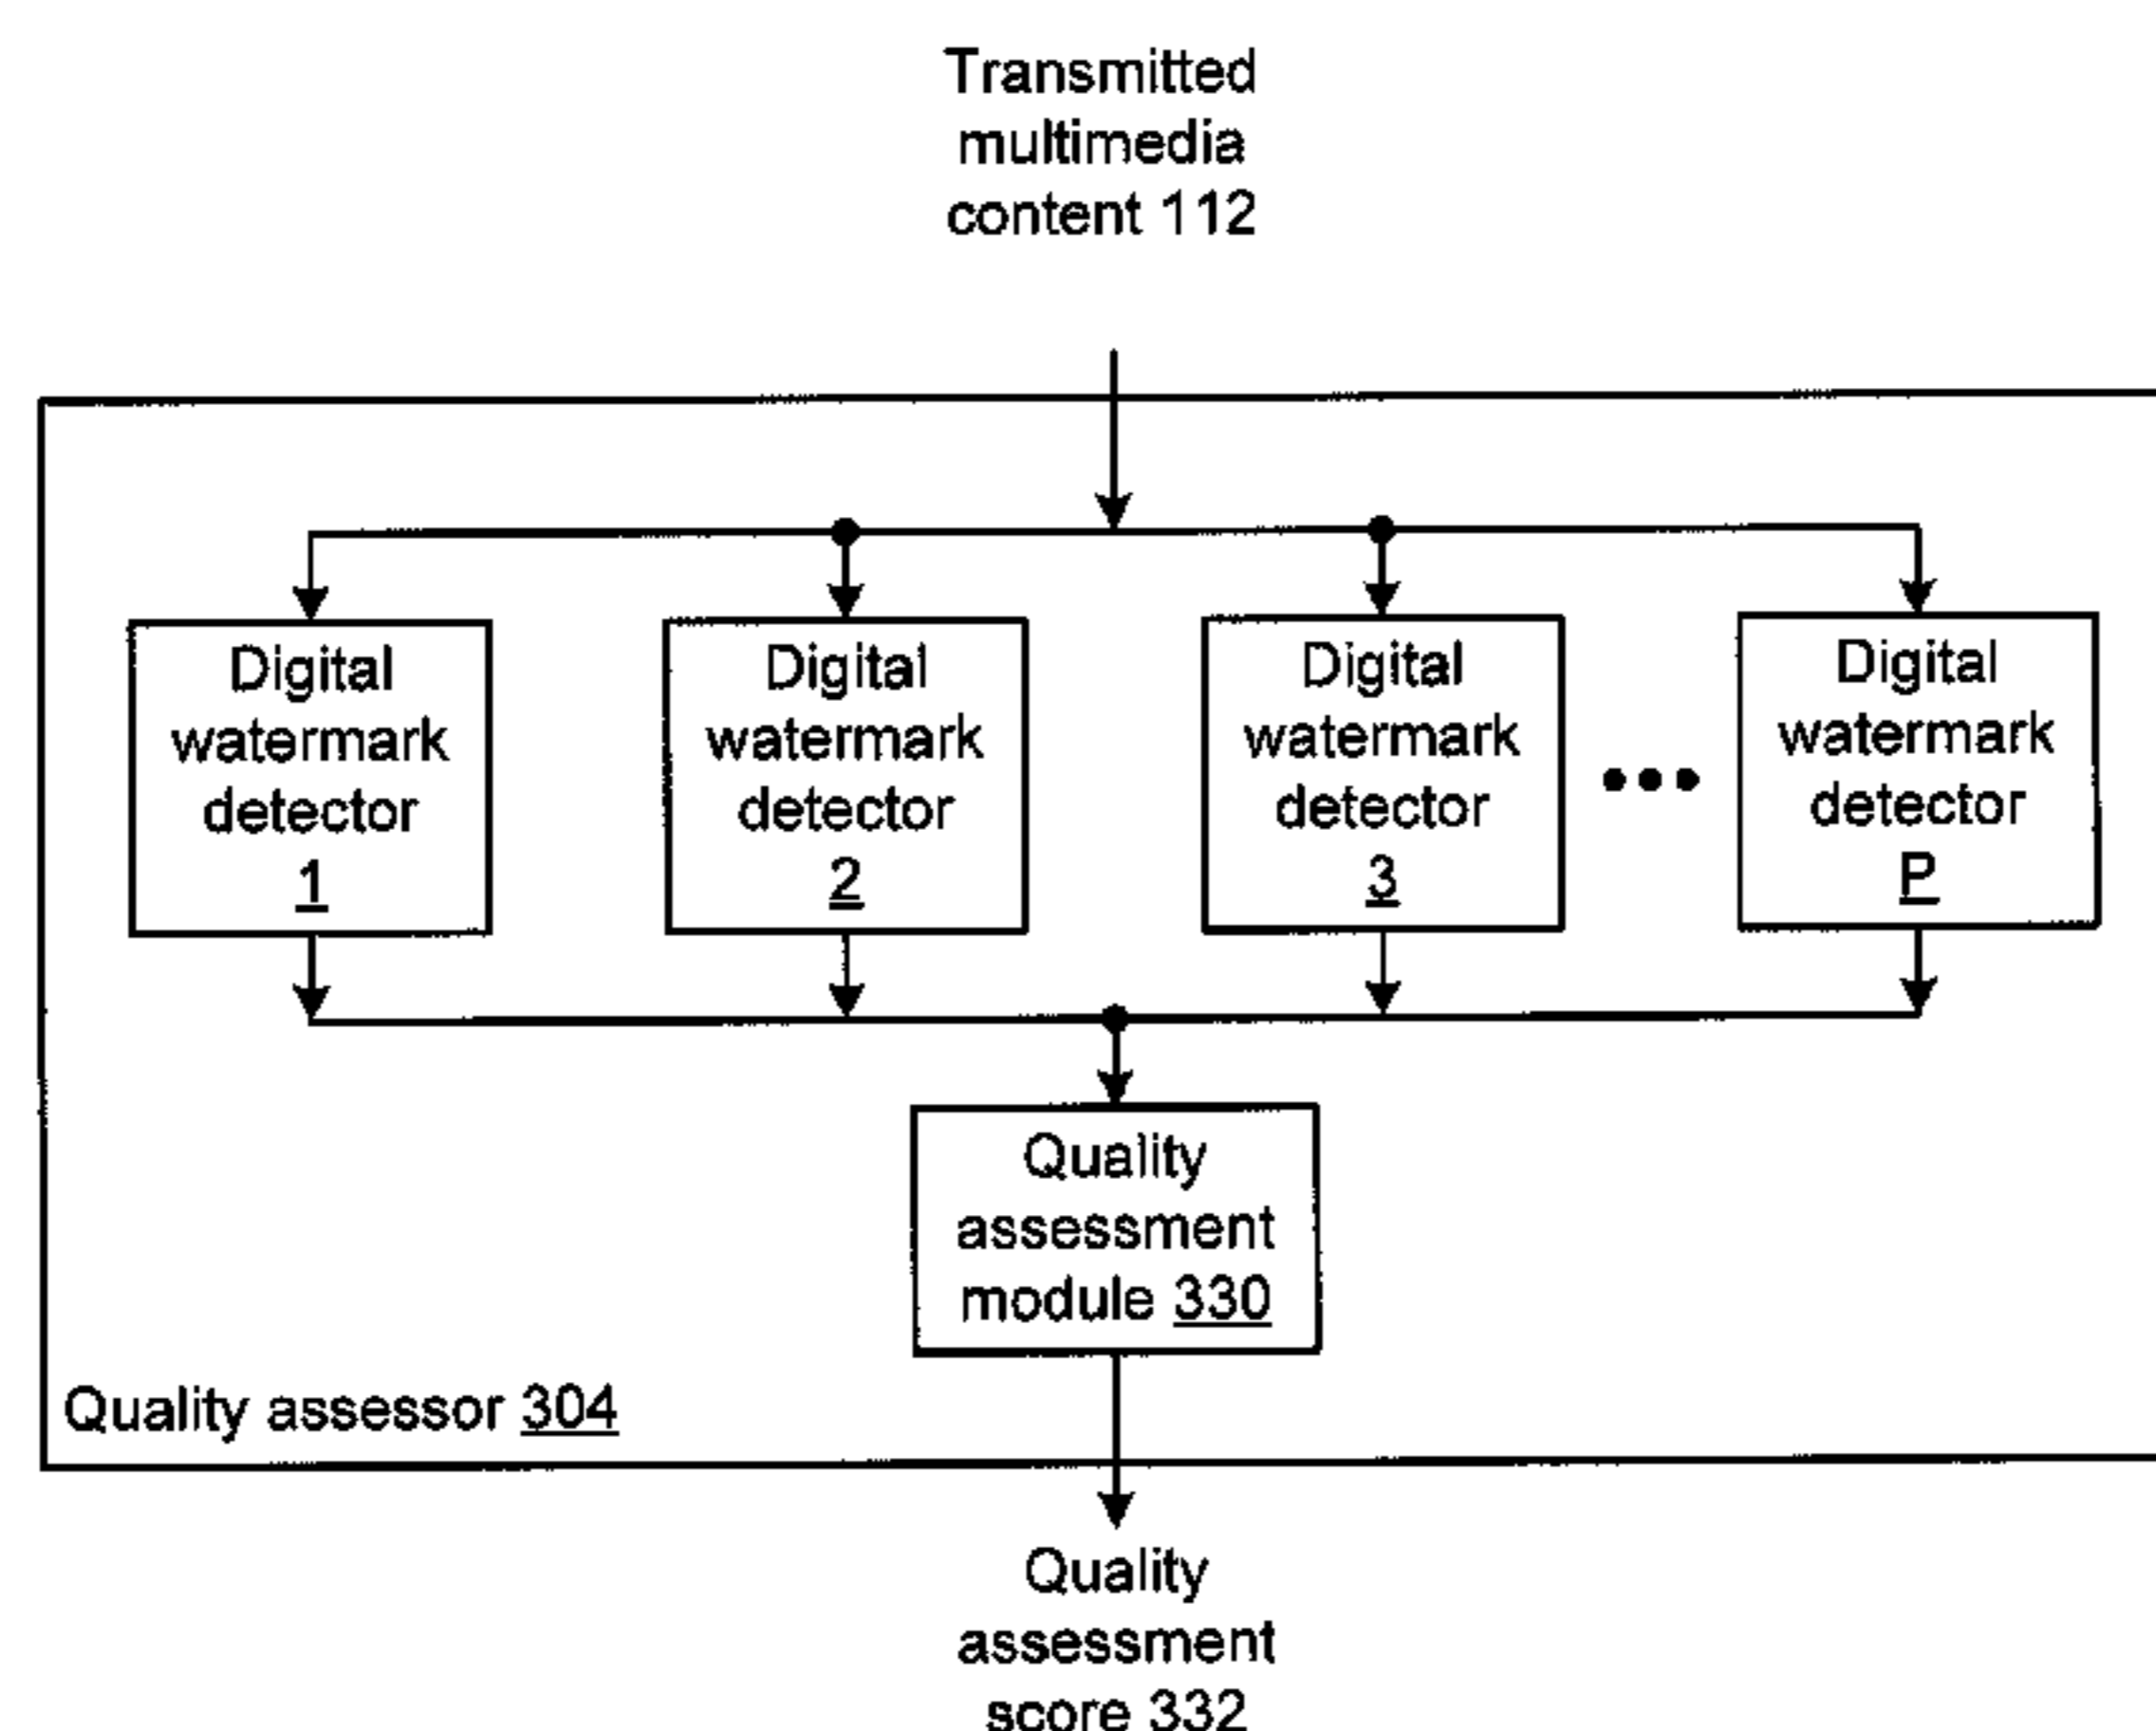 Transmitted
multimedia
content 112
Digital
watermark
detector
1
Digital
watermark
detector
2
Digital
watermark
detector
3
Digital
watermark
detector
P
Quality
assessment
module 330
Quality assessor 304
Quality
assessment
score 332